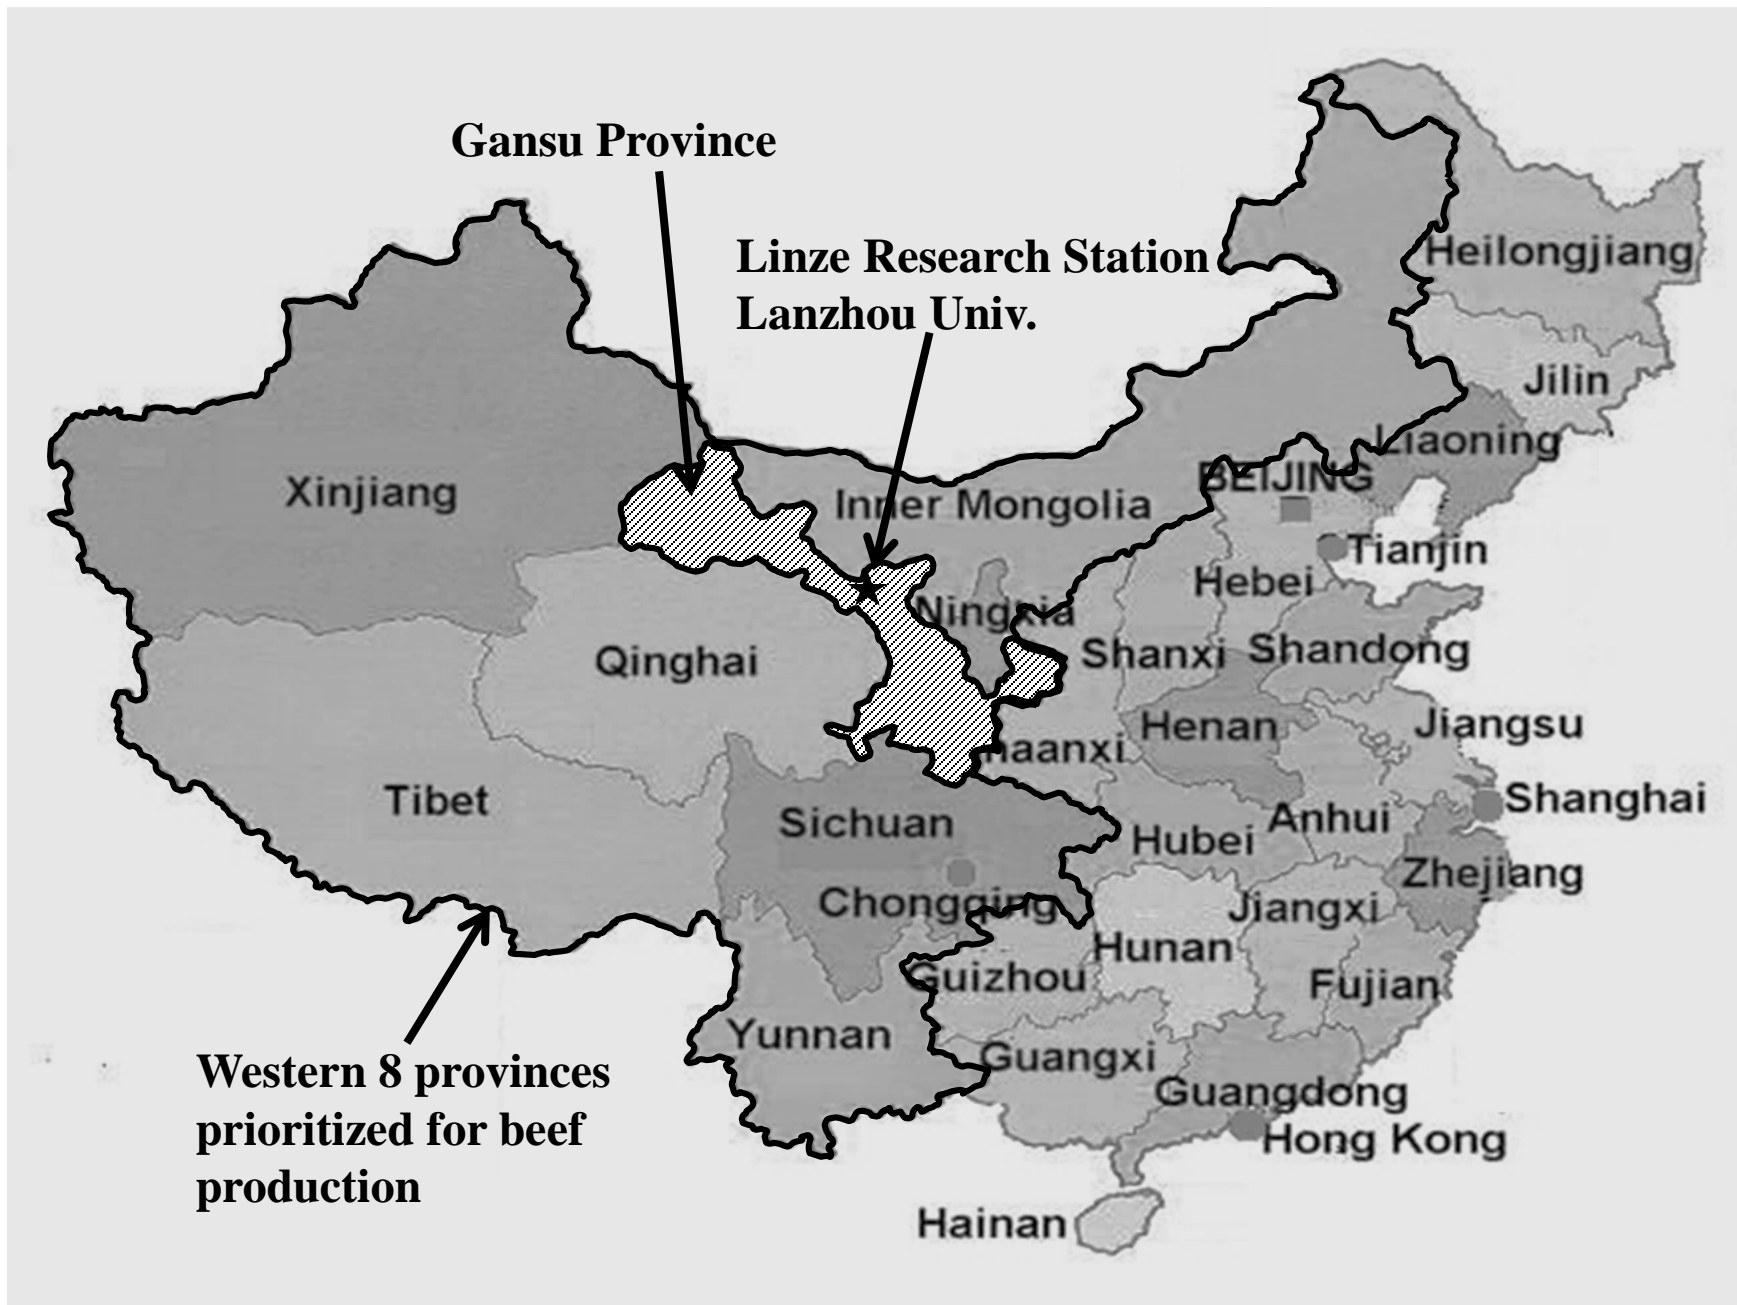 Gansu Province
Linze Research Station
Lanzhou Univ.
Heilongjiang
Jilin
Liaoning
BEIJING
Xinjiang
Inner Mongolia
Tianjin
Hebei
Ningxia
Qinghai
Shanxi
Shandong
Henan
Jiangsu
haanxi
Tibet
Shanghai
Sichuan
Anhui
Hubei
Zhejiang
Chongqing
Jiangxi
Hunan
Guizhou
Fujian
Yunnan
Guangxi
Western 8 provinces
prioritized for beef
production
Guangdong
Hong Kong
Hainan